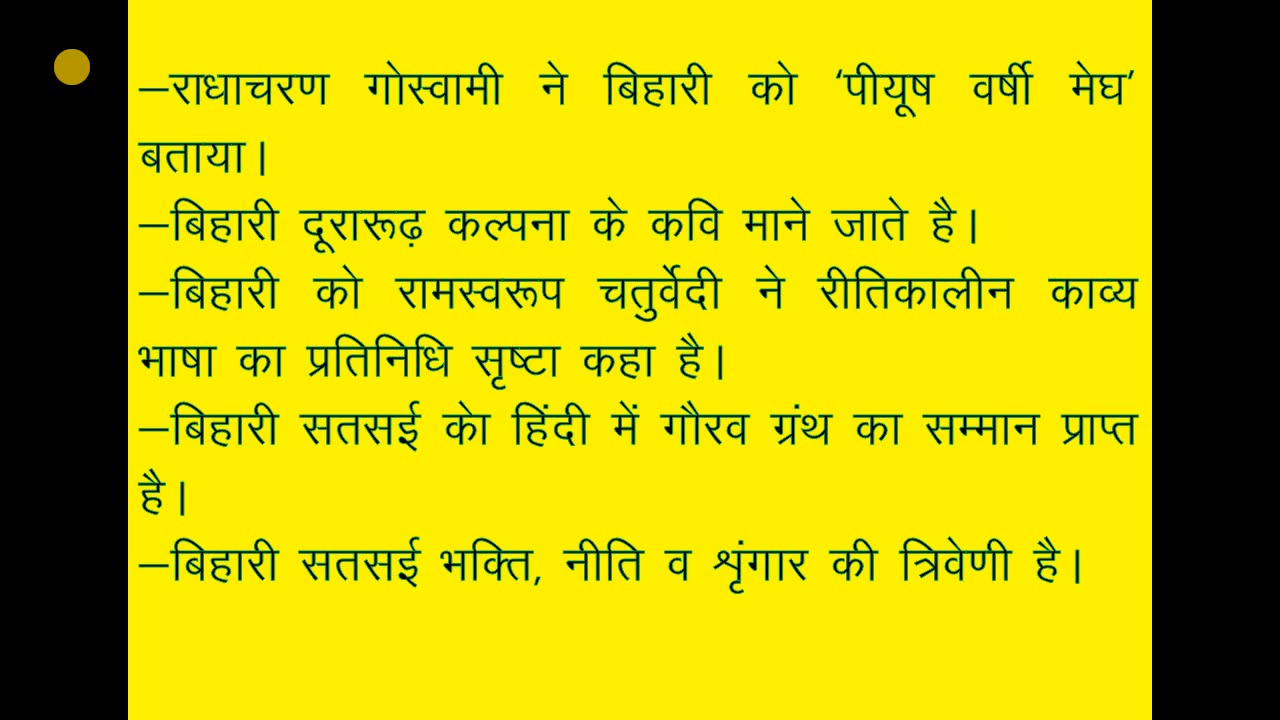 –राधाचरण गोस्वामी ने बिहारी को ‘पीयूष वर्षी मेघ’
बताया।
–बिहारी दूरारूढ़ कल्पना के कवि माने जाते है।
–बिहारी को रामस्वरूप चतुर्वेदी ने रीतिकालीन काव्य
भाषा का प्रतिनिधि सृष्टा कहा है।
–बिहारी सतसई केा हिंदी में गौरव ग्रंथ का सम्मान प्राप्त
है।
–बिहारी सतसई भक्ति, नीति व शृंगार की त्रिवेणी है।